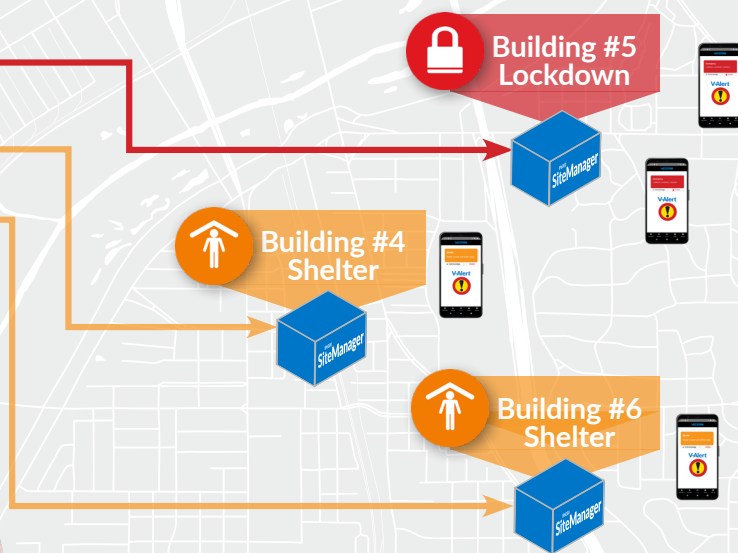 Building #5
Lockdown
V-Alert
SiteManager
V-Alert
Building #4
Shelter
V-Alert
SiteManager
Building #6
Shelter
V-Alert
SiteManager